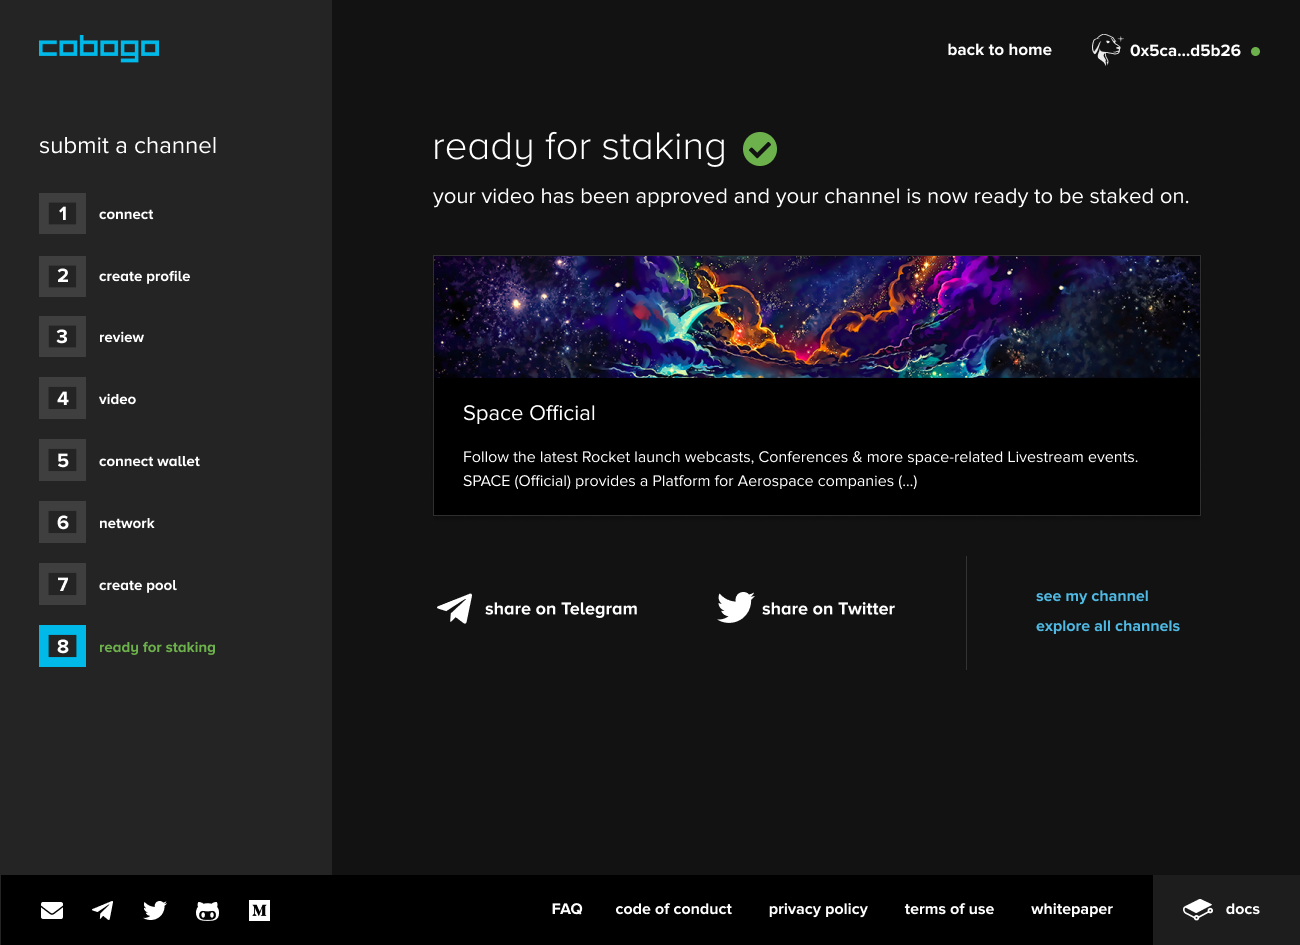 cobogo
back to home
0x5ca...d5b26
submit a channel
1 connect
2 create profile
3 review
4 video
5 connect wallet
6 network
7 create pool
8 ready for staking
ready for staking
your video has been approved and your channel is now ready to be staked on.
Space Official
Follow the latest Rocket launch webcasts, Conferences & more space-related Livestream events.
SPACE (Official) provides a Platform for Aerospace companies (...)
share on Telegram
share on Twitter
see my channel
explore all channels
M
FAQ
code of conduct
privacy policy
terms of use
whitepaper
docs